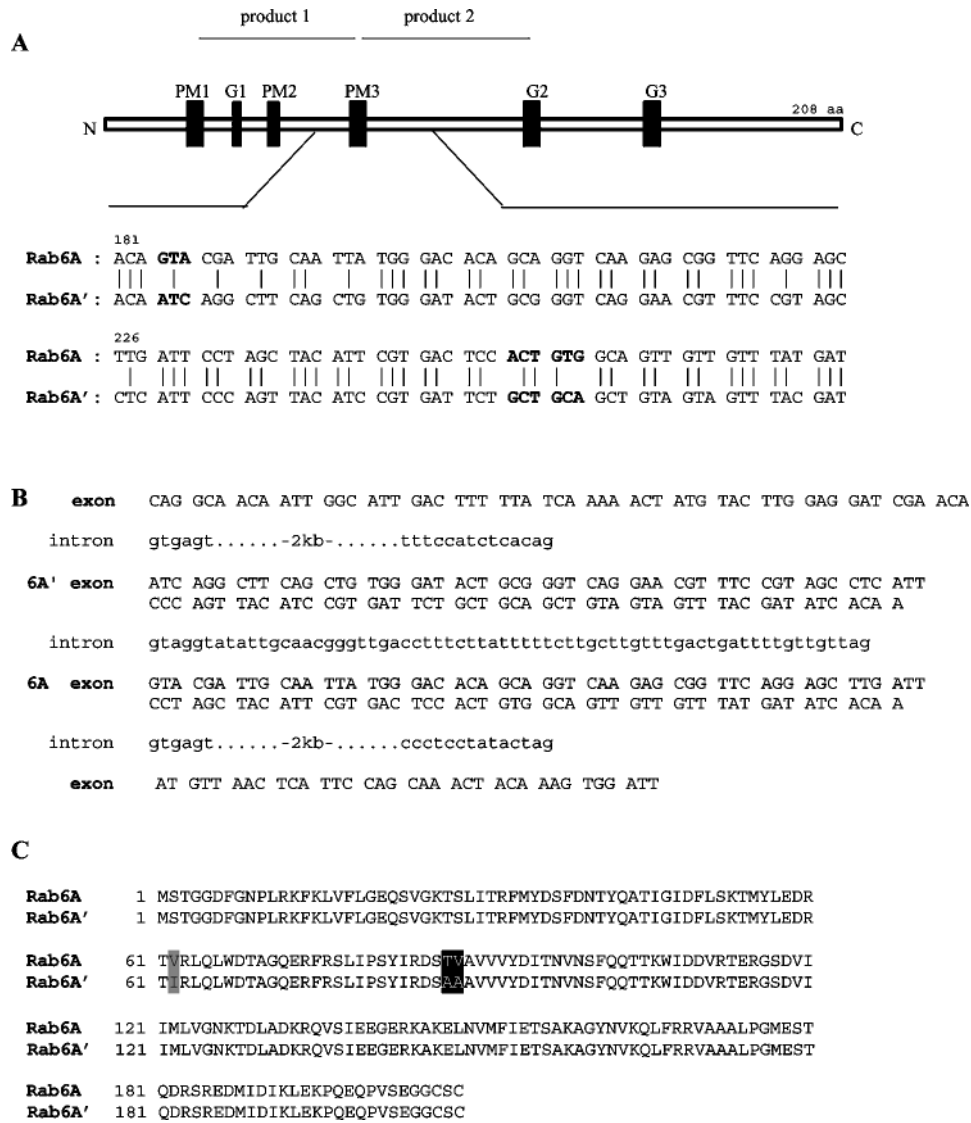 product 1 product 2
A
PM1 G1 PM2 PM3 G2 G3
208 aa
N C
181
Rab6A : ACA GTA CGA TTG CAA TTA TGG GAC ACA GCA GGT CAA GAG CGG TTC AGG AGC
Rab6A’ : ACA ATC AGG CTT CAG CTG TGG GAT ACT GCG GGT CAG GAA CGT TTC CGT AGC
226
Rab6A : TTG ATT CCT AGC TAC ATT CGT GAC TCC ACT GTG GCA GTT GTT GTT TAT GAT
Rab6A’ : CTC ATT CCC AGT TAC ATC CGT GAT TCT GCT GCA GCT GTA GTA GTT TAC GAT
B
exon CAG GCA ACA ATT GGC ATT GAC TTT TTA TCA AAA ACT ATG TAC TTG GAG GAT CGA ACA
intron gtgagt......-2kb-......tttccatctcacag
6A' exon ATC AGG CTT CAG CTG TGG GAT ACT GCG GGT CAG GAA CGT TTC CGT AGC CTC ATT
CCC AGT TAC ATC CGT GAT TCT GCT GCA GCT GTA GTA GTT TAC GAT ATC ACA A
intron gtaggtatattgcaacgggttgacctttcttatttttcttgcttgtttgactgattttgttgttag
6A exon GTA CGA TTG CAA TTA TGG GAC ACA GCA GGT CAA GAG CGG TTC AGG AGC TTG ATT
CCT AGC TAC ATT CGT GAC TCC ACT GTG GCA GTT GTT GTT TAT GAT ATC ACA A
intron gtgagt......-2kb-......ccctcctatactag
exon AT GTT AAC TCA TTC CAG CAA ACT ACA AAG TGG ATT
C
Rab6A 1 MSTGGDFGNPLRKFKLVFLGEQSVGKTSLITRFMYDSFDNTYQATIGIDFLSKTMYLEDR
Rab6A’ 1 MSTGGDFGNPLRKFKLVFLGEQSVGKTSLITRFMYDSFDNTYQATIGIDFLSKTMYLEDR
Rab6A 61 TVRLQLWDTAGQERFRSLIPSYIRDSTVAVVVYDITNVNSFQQTTKWIDDVRTERGSDVI
Rab6A’ 61 TIRLQLWDTAGQERFRSLIPSYIRDSAAAVVVYDITNVNSFQQTTKWIDDVRTERGSDVI
Rab6A 121 IMLVGNKTDLADKRQVSIEEGERKAKELNVMFIETSAKAGYNVKQLFRRVAAALPGMEST
Rab6A’ 121 IMLVGNKTDLADKRQVSIEEGERKAKELNVMFIETSAKAGYNVKQLFRRVAAALPGMEST
Rab6A 181 QDRSREDMIDIKLEKPQEQPVSEGGCSC
Rab6A’ 181 QDRSREDMIDIKLEKPQEQPVSEGGCSC